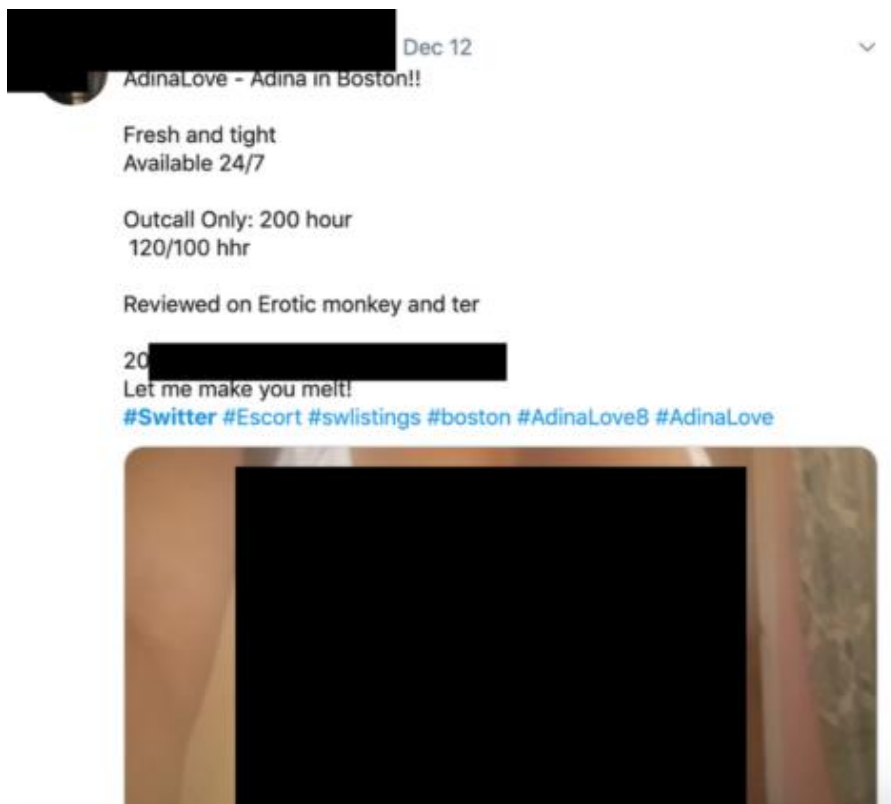 Dec 12
AdinaLove - Adina in Boston!!
Fresh and tight
Available 24/7
Outcall Only: 200 hour
120/100 hhr
Reviewed on Erotic monkey and ter
20
Let me make you melt!
#Switter #Escort #swlistings #boston #AdinaLove8 #AdinaLove